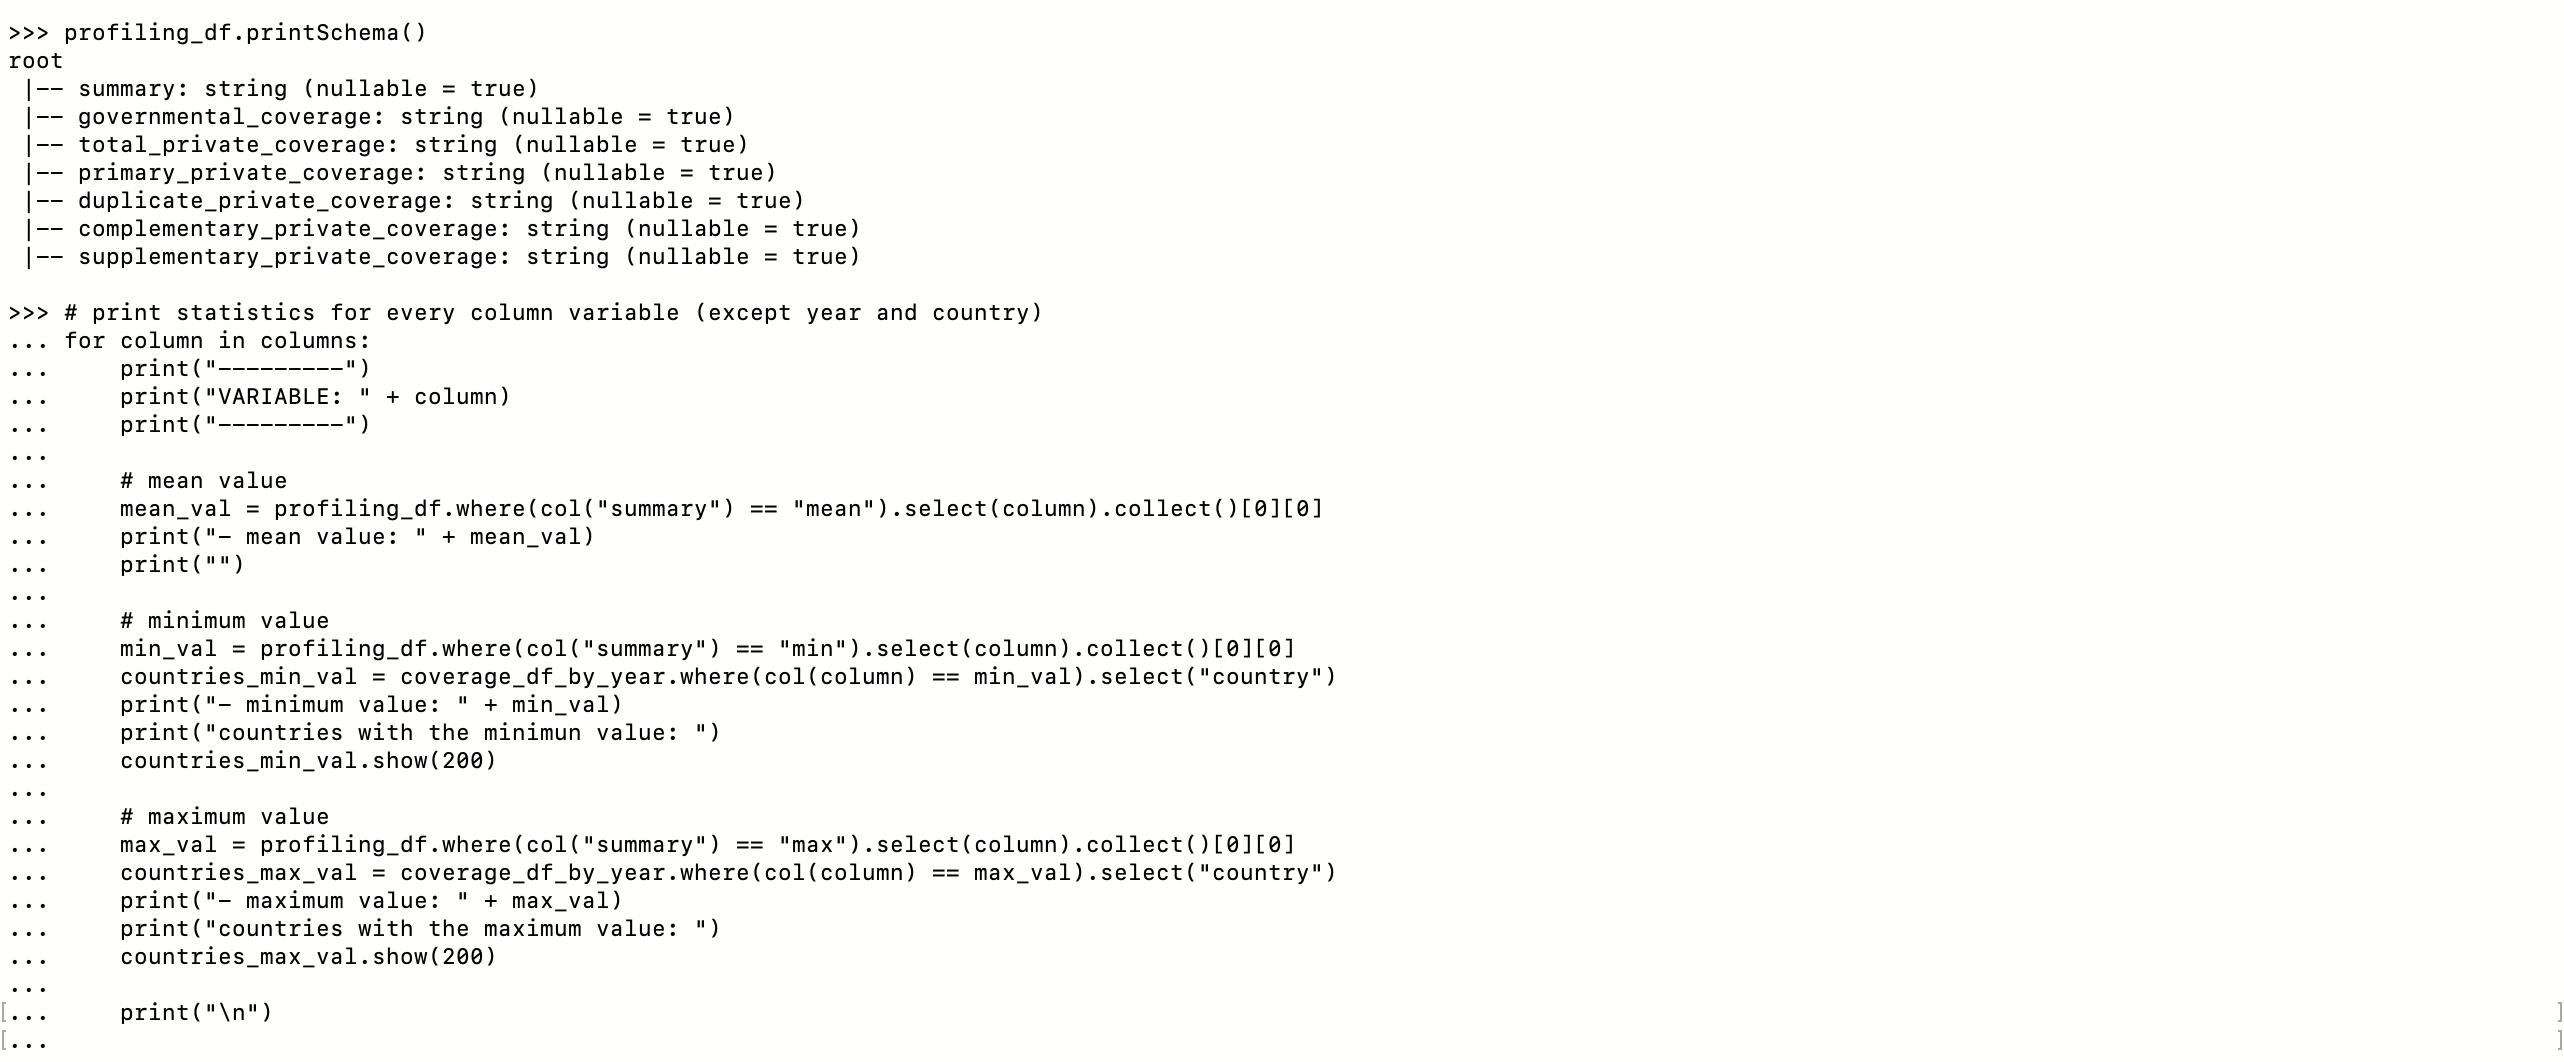 >>> profiling_df.printSchema()
root
 |-- summary: string (nullable = true)
 |-- governmental_coverage: string (nullable = true)
 |-- total_private_coverage: string (nullable = true)
 |-- primary_private_coverage: string (nullable = true)
 |-- duplicate_private_coverage: string (nullable = true)
 |-- complementary_private_coverage: string (nullable = true)
 |-- supplementary_private_coverage: string (nullable = true)

>>> # print statistics for every column variable (except year and country)
... for column in columns:
...     print("---------")
...     print("VARIABLE: " + column)
...     print("---------")
...
...     # mean value
...     mean_val = profiling_df.where(col("summary") == "mean").select(column).collect()[0][0]
...     print("- mean value: " + mean_val)
...     print("")
...
...     # minimum value
...     min_val = profiling_df.where(col("summary") == "min").select(column).collect()[0][0]
...     countries_min_val = coverage_df_by_year.where(col(column) == min_val).select("country")
...     print("- minimum value: " + min_val)
...     print("countries with the minimun value: ")
...     countries_min_val.show(200)
...
...     # maximum value
...     max_val = profiling_df.where(col("summary") == "max").select(column).collect()[0][0]
...     countries_max_val = coverage_df_by_year.where(col(column) == max_val).select("country")
...     print("- maximum value: " + max_val)
...     print("countries with the maximum value: ")
...     countries_max_val.show(200)
...
[...     print("\n") ]
[... ]